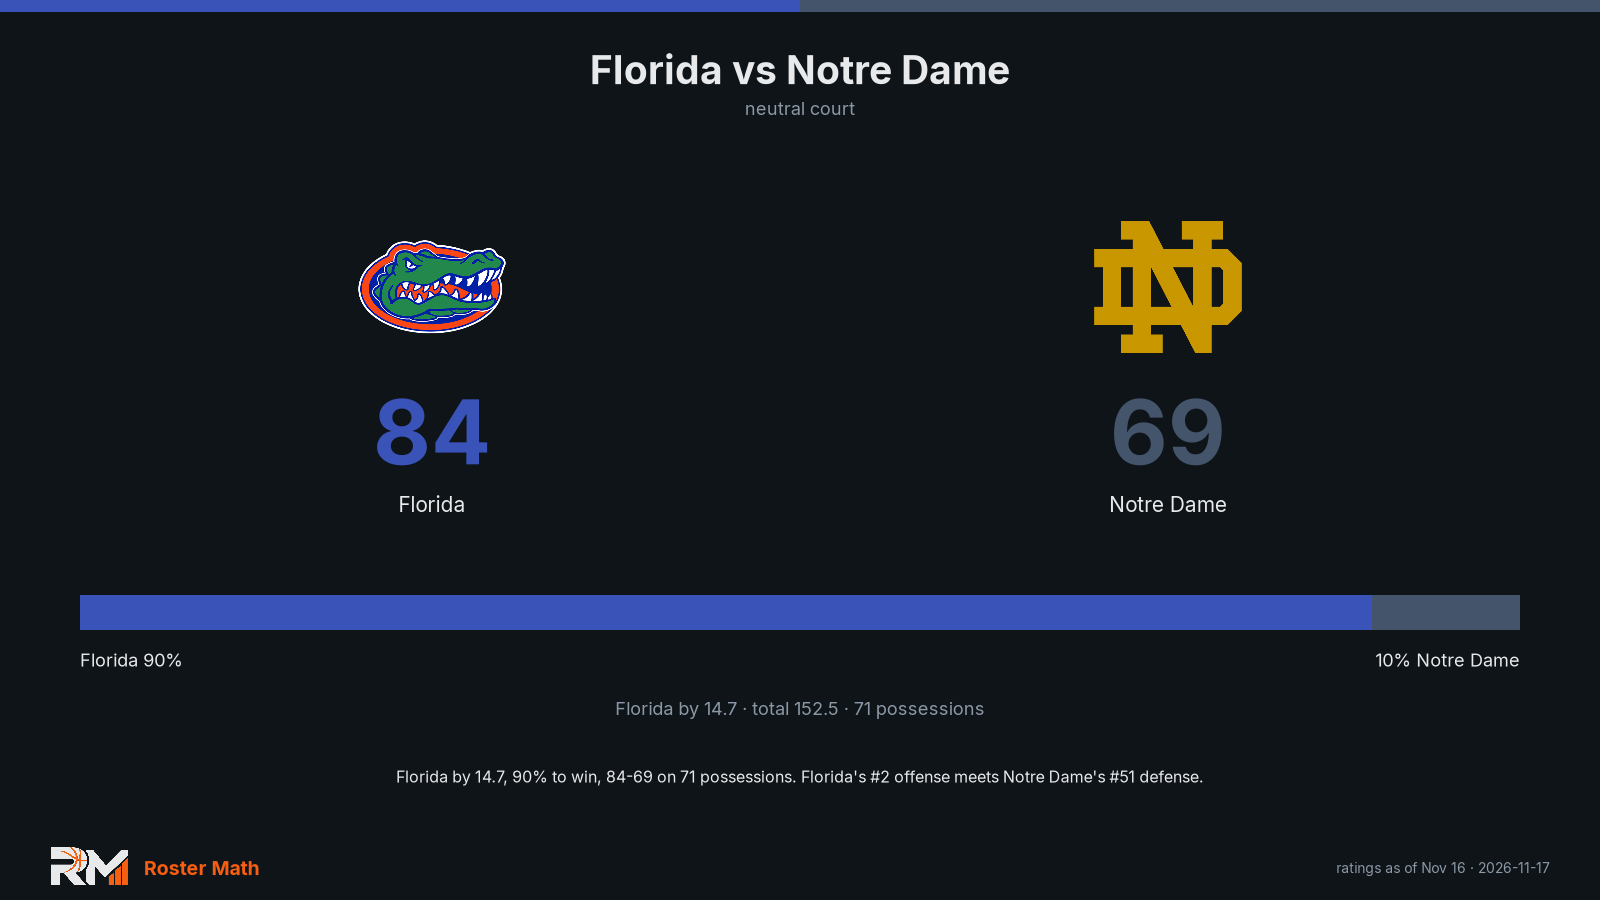 Florida vs Notre Dame
neutral court
ND
84
69
Florida
Notre Dame
Florida 90%
10% Notre Dame
Florida by 14.7 · total 152.5 · 71 possessions
Florida by 14.7, 90% to win, 84-69 on 71 possessions. Florida's #2 offense meets Notre Dame's #51 defense.
RM Roster Math
ratings as of Nov 16 · 2026-11-17